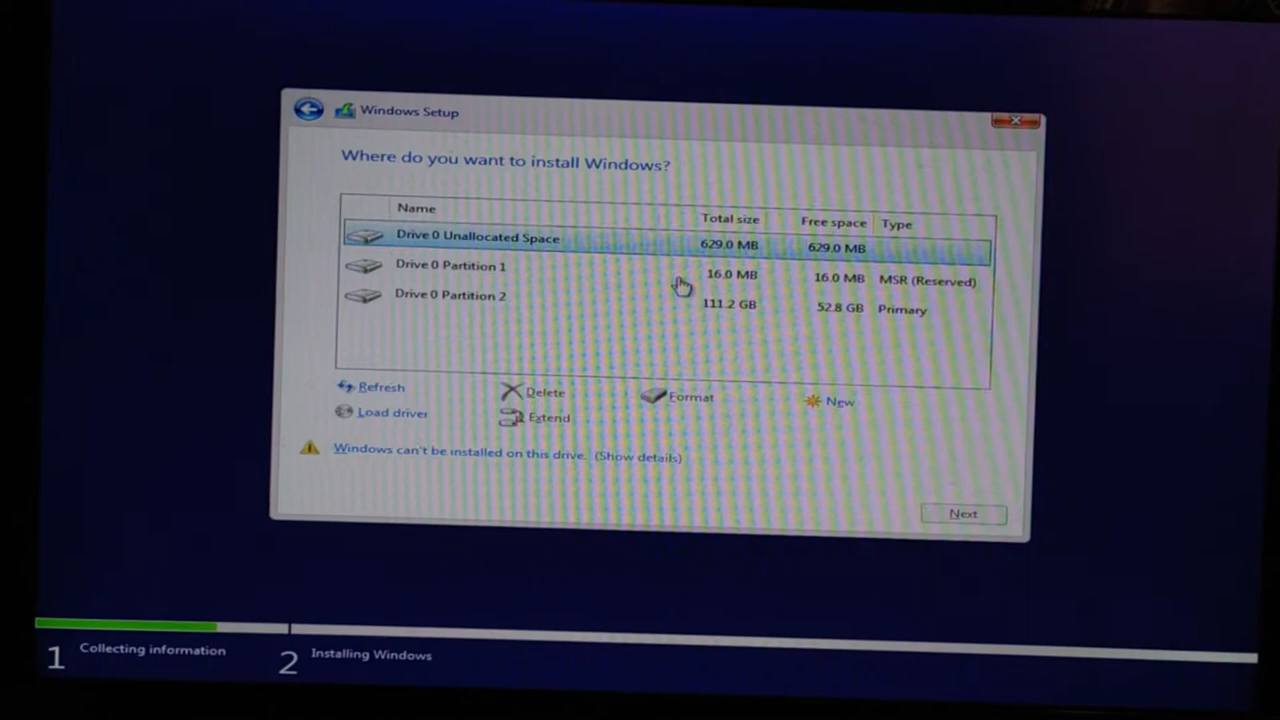 Windows Setup
Where do you want to install Windows?
Name Total size Free space Type
Drive 0 Unallocated Space 629.0 MB 629.0 MB
Drive 0 Partition 1 16.0 MB 16.0 MB MSR (Reserved)
Drive 0 Partition 2 111.2 GB 52.8 GB Primary
Refresh Delete Format New
Load driver Extend
Windows can't be installed on this drive. (Show details)
Next
1 Collecting information 2 Installing Windows